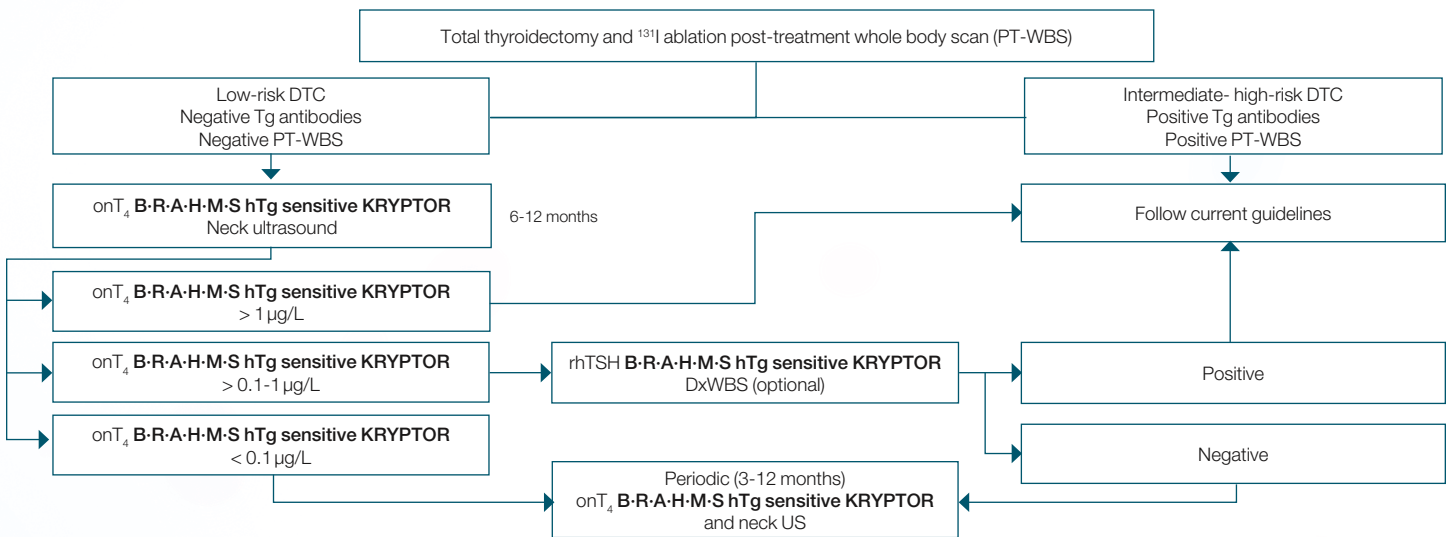 Total thyroidectomy and ¹³¹I ablation post-treatment whole body scan (PT-WBS)
Low-risk DTC
Negative Tg antibodies
Negative PT-WBS
Intermediate- high-risk DTC
Positive Tg antibodies
Positive PT-WBS
onT₄ B·R·A·H·M·S hTg sensitive KRYPTOR
Neck ultrasound
6-12 months
Follow current guidelines
onT₄ B·R·A·H·M·S hTg sensitive KRYPTOR
> 1 µg/L
onT₄ B·R·A·H·M·S hTg sensitive KRYPTOR
> 0.1-1 µg/L
rhTSH B·R·A·H·M·S hTg sensitive KRYPTOR
DxWBS (optional)
Positive
onT₄ B·R·A·H·M·S hTg sensitive KRYPTOR
< 0.1 µg/L
Negative
Periodic (3-12 months)
onT₄ B·R·A·H·M·S hTg sensitive KRYPTOR
and neck US